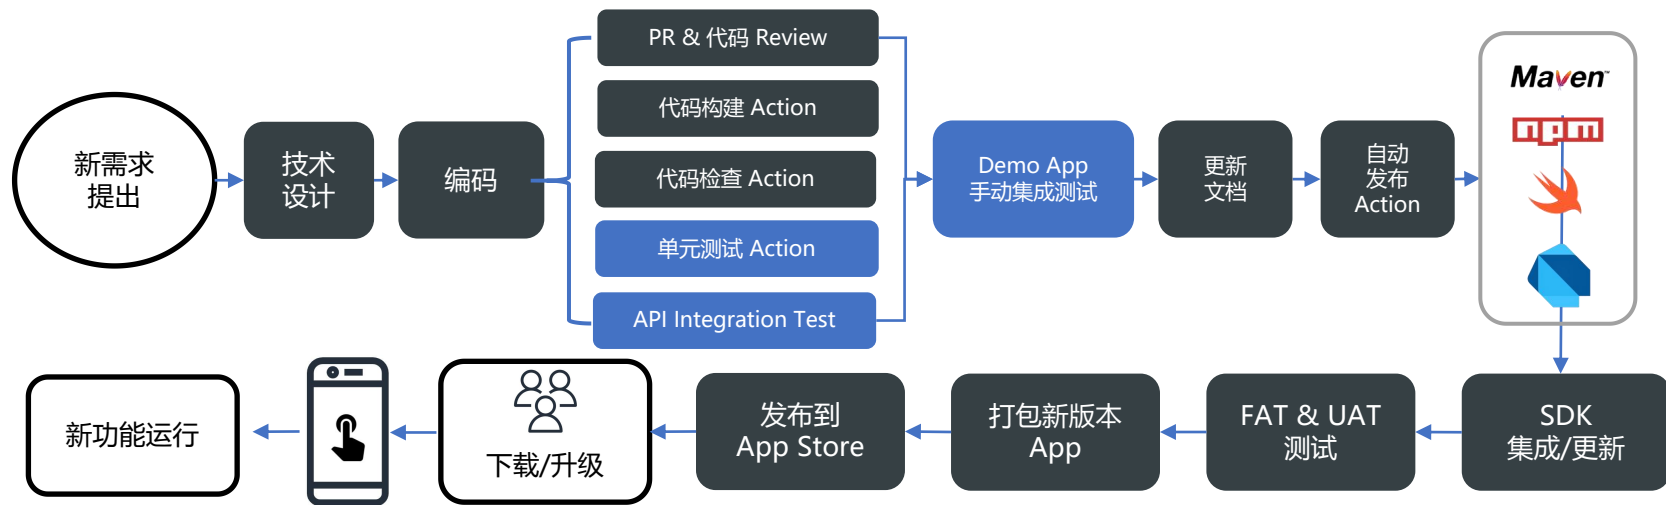 新需求
提出
技术
设计
编码
PR & 代码 Review
代码构建 Action
代码检查 Action
单元测试 Action
API Integration Test
Demo App
手动集成测试
更新
文档
自动
发布
Action
Maven™
npm
SDK
集成/更新
FAT & UAT
测试
打包新版本
App
发布到
App Store
下载/升级
新功能运行